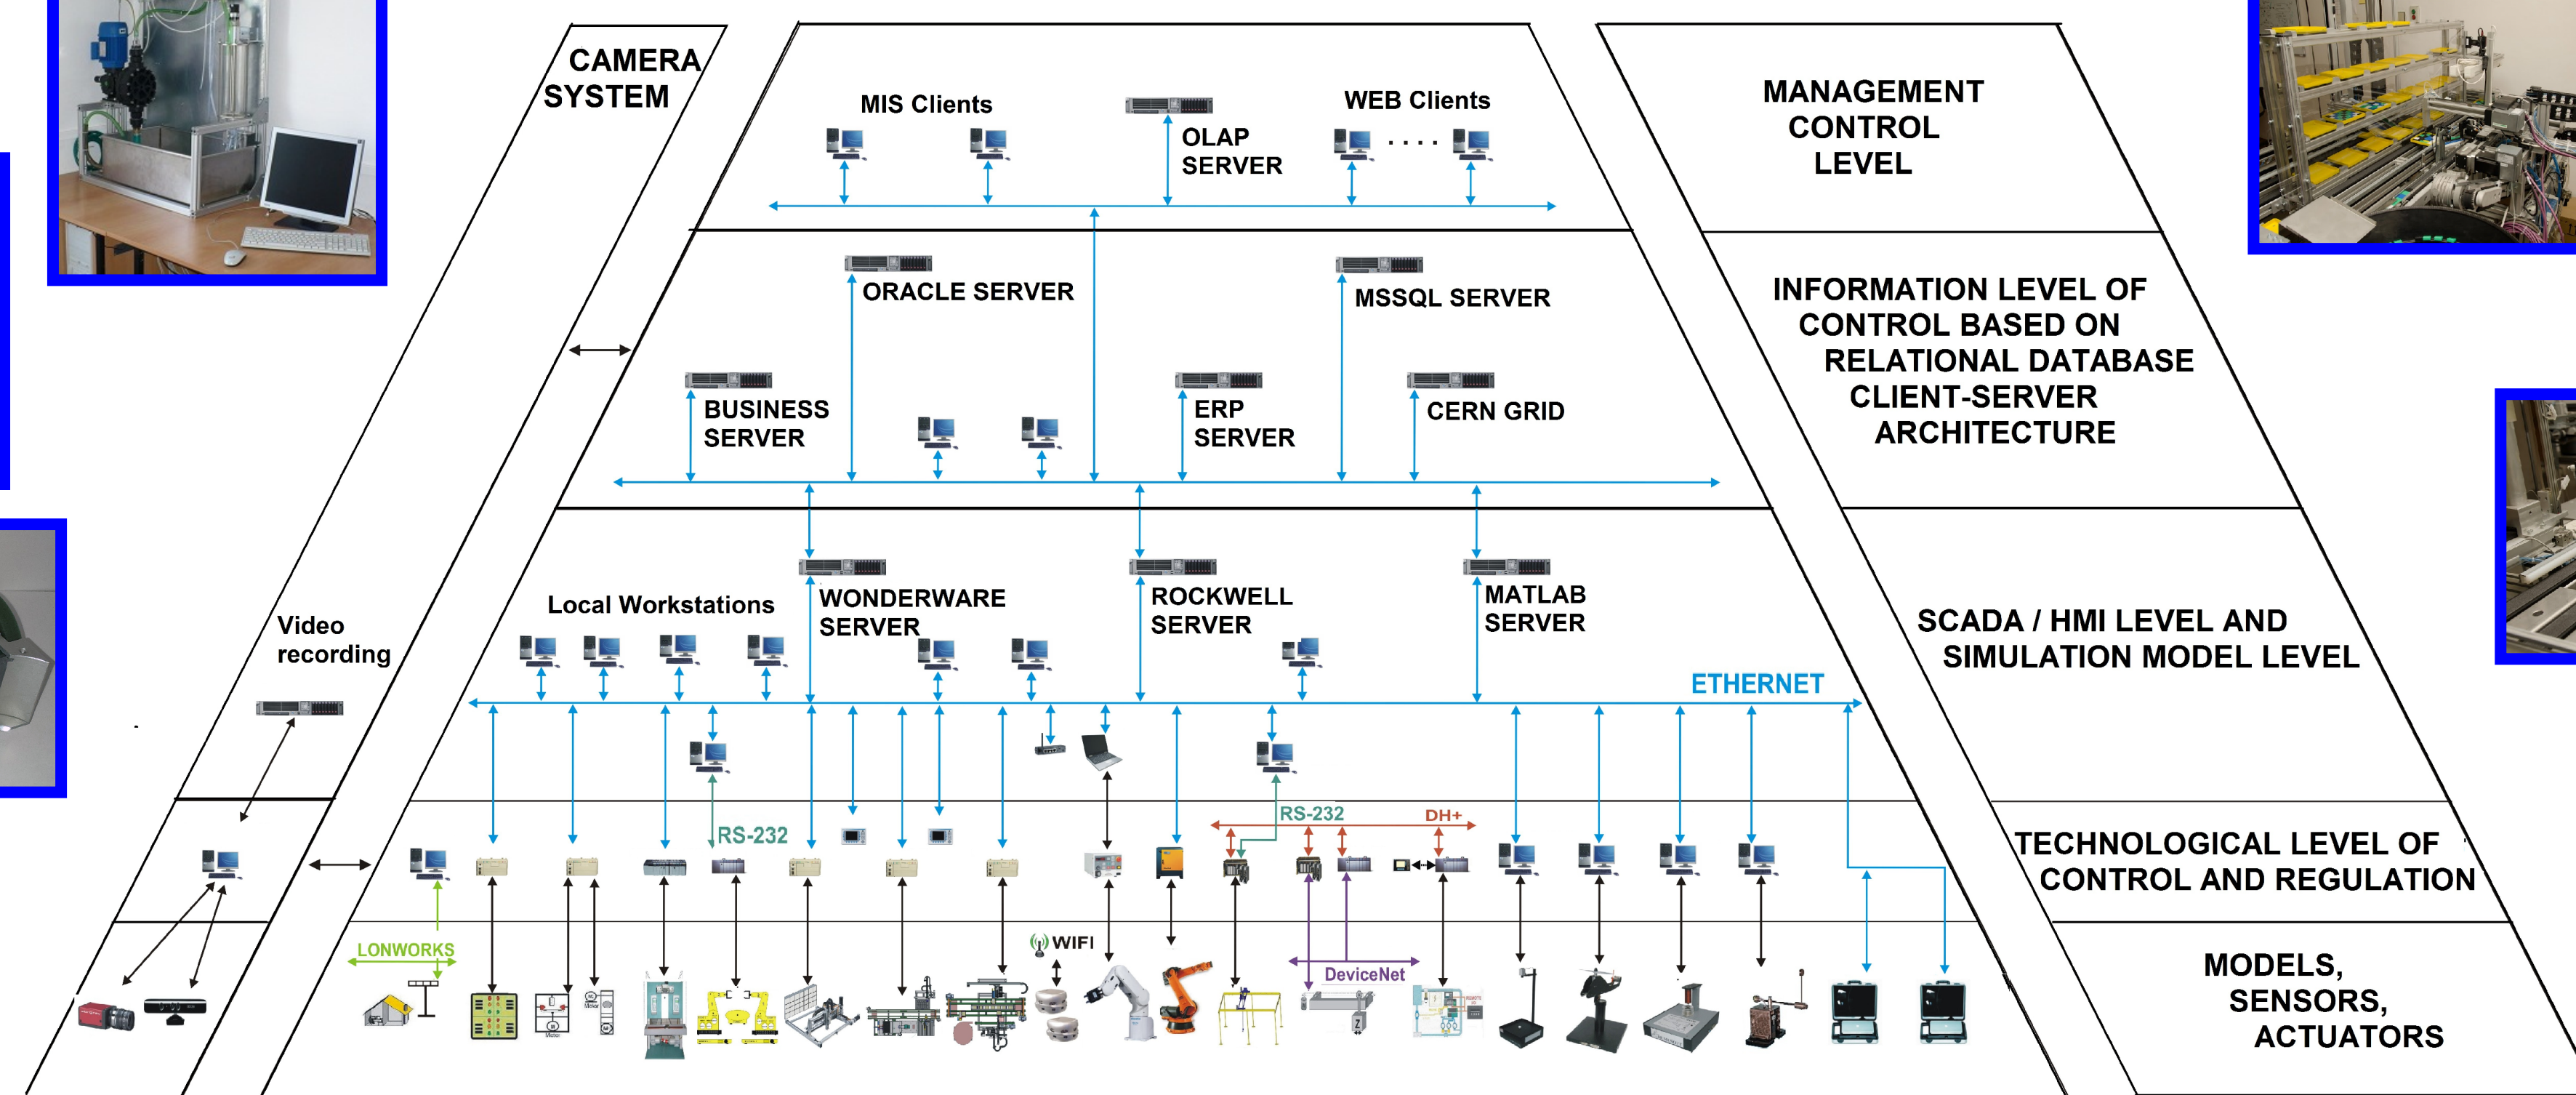 CAMERA
SYSTEM
MIS Clients
OLAP
SERVER
WEB Clients
. . . .
MANAGEMENT
CONTROL
LEVEL
ORACLE SERVER
MSSQL SERVER
BUSINESS
SERVER
ERP
SERVER
CERN GRID
INFORMATION LEVEL OF
CONTROL BASED ON
RELATIONAL DATABASE
CLIENT-SERVER
ARCHITECTURE
Video
recording
Local Workstations
WONDERWARE
SERVER
ROCKWELL
SERVER
MATLAB
SERVER
ETHERNET
SCADA / HMI LEVEL AND
SIMULATION MODEL LEVEL
RS-232
RS-232
DH+
TECHNOLOGICAL LEVEL OF
CONTROL AND REGULATION
LONWORKS
WIFI
DeviceNet
Z
MODELS,
SENSORS,
ACTUATORS